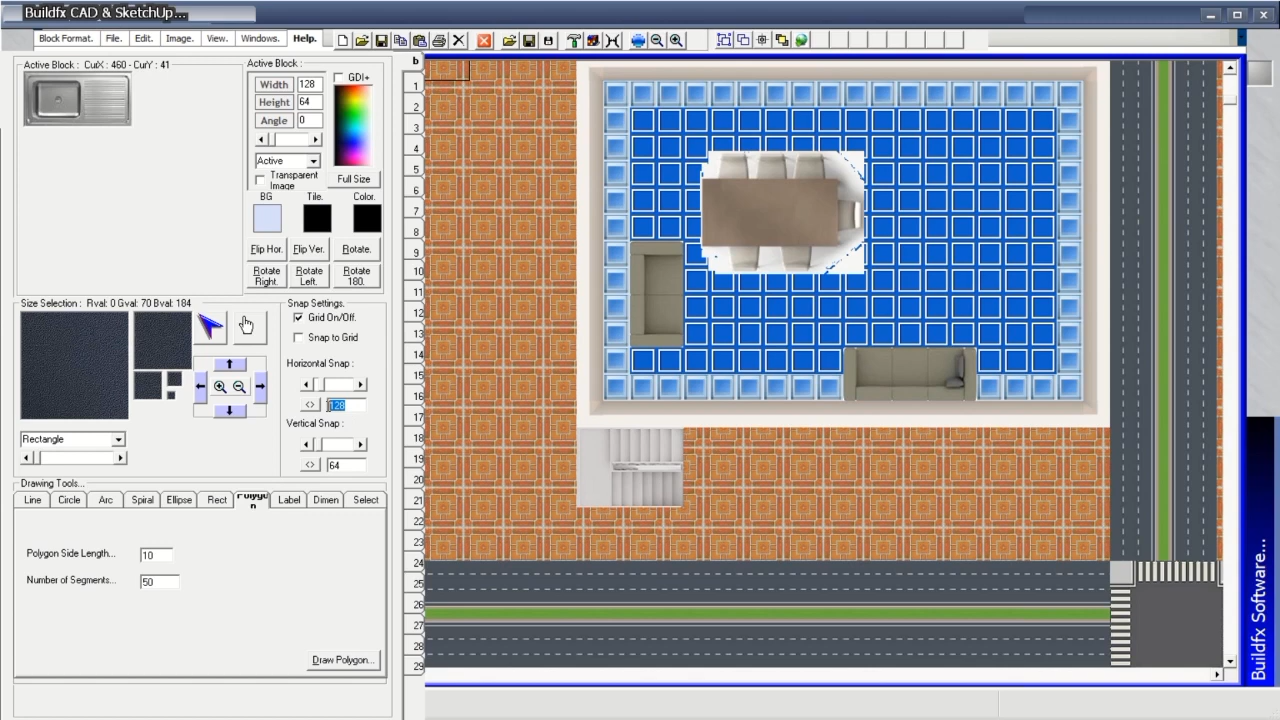 Buildfx CAD & SketchUp...
Block Format. File. Edit. Image. View. Windows. Help.
Active Block : CurX : 460 - CurY : 41
Active Block :
Width 128
GDI+
Height 64
Angle 0
Active
Transparent Image
Full Size
BG Tile. Color.
Flip Hor. Flip Ver. Rotate.
Rotate Right. Rotate Left. Rotate 180.
Size Selection : Rval: 0 Gval: 70 Bval: 184
Snap Settings.
Grid On/Off.
Snap to Grid
Horizontal Snap :
<> 128
Vertical Snap :
<> 64
Rectangle
Drawing Tools...
Line Circle Arc Spiral Ellipse Rect Polygon Label Dimen Select
Polygon Side Length... 10
Number of Segments... 50
Draw Polygon...
b
1
2
3
4
5
6
7
8
9
10
11
12
13
14
15
16
17
18
19
20
21
22
23
24
25
26
27
28
29
Buildfx Software...